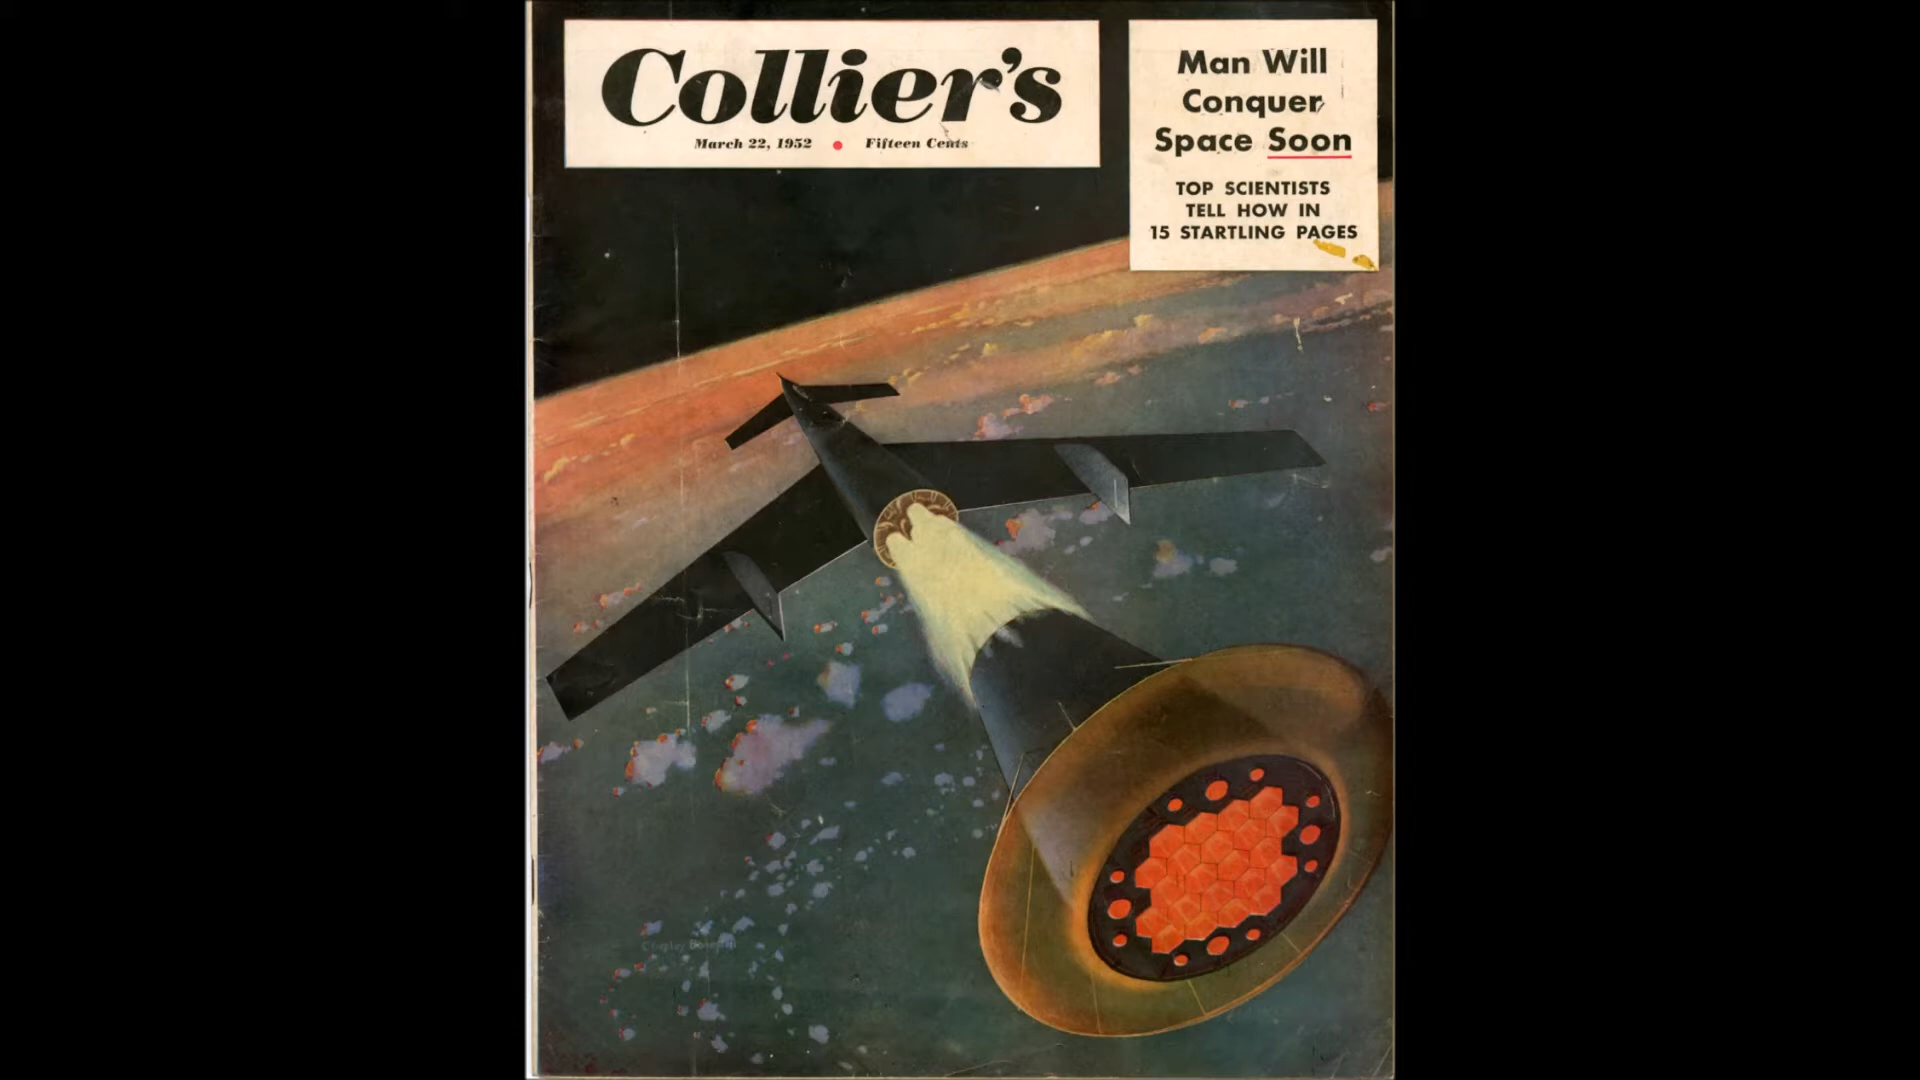 Collier's
March 22, 1952 • Fifteen Cents
Man Will
Conquer
Space Soon
TOP SCIENTISTS
TELL HOW IN
15 STARTLING PAGES